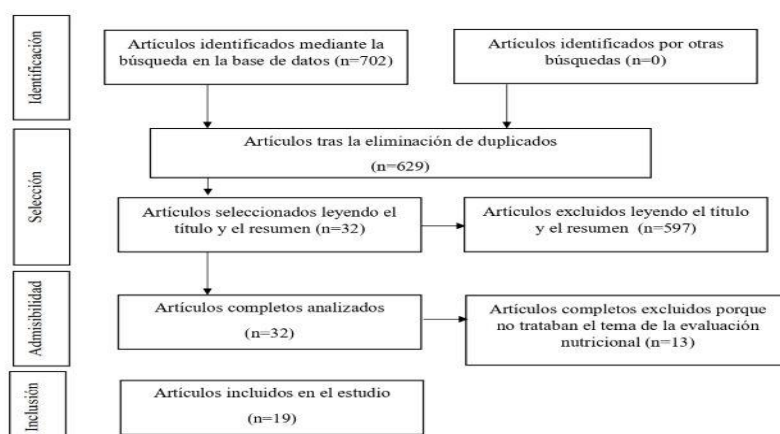 Identificación
Artículos identificados mediante la
búsqueda en la base de datos (n=702)
Artículos identificados por otras
búsquedas (n=0)
Selección
Artículos tras la eliminación de duplicados
(n=629)
Artículos seleccionados leyendo el
título y el resumen (n=32)
Artículos excluidos leyendo el título
y el resumen (n=597)
Admisibilidad
Artículos completos analizados
(n=32)
Artículos completos excluidos porque
no trataban el tema de la evaluación
nutricional (n=13)
Inclusión
Artículos incluidos en el estudio
(n=19)